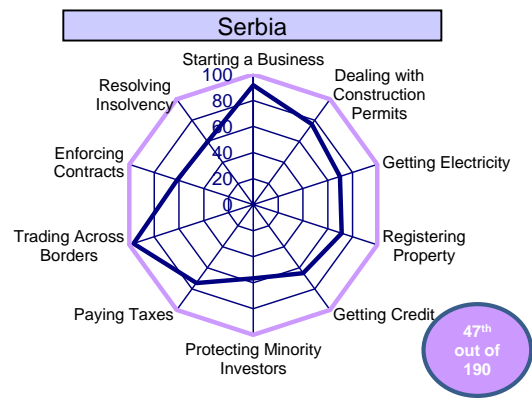 Serbia
Starting a Business
Dealing with
Construction
Permits
Getting Electricity
Registering
Property
Getting Credit
Protecting Minority
Investors
Paying Taxes
Trading Across
Borders
Enforcing
Contracts
Resolving
Insolvency
100
80
60
40
20
0
47th
out of
190